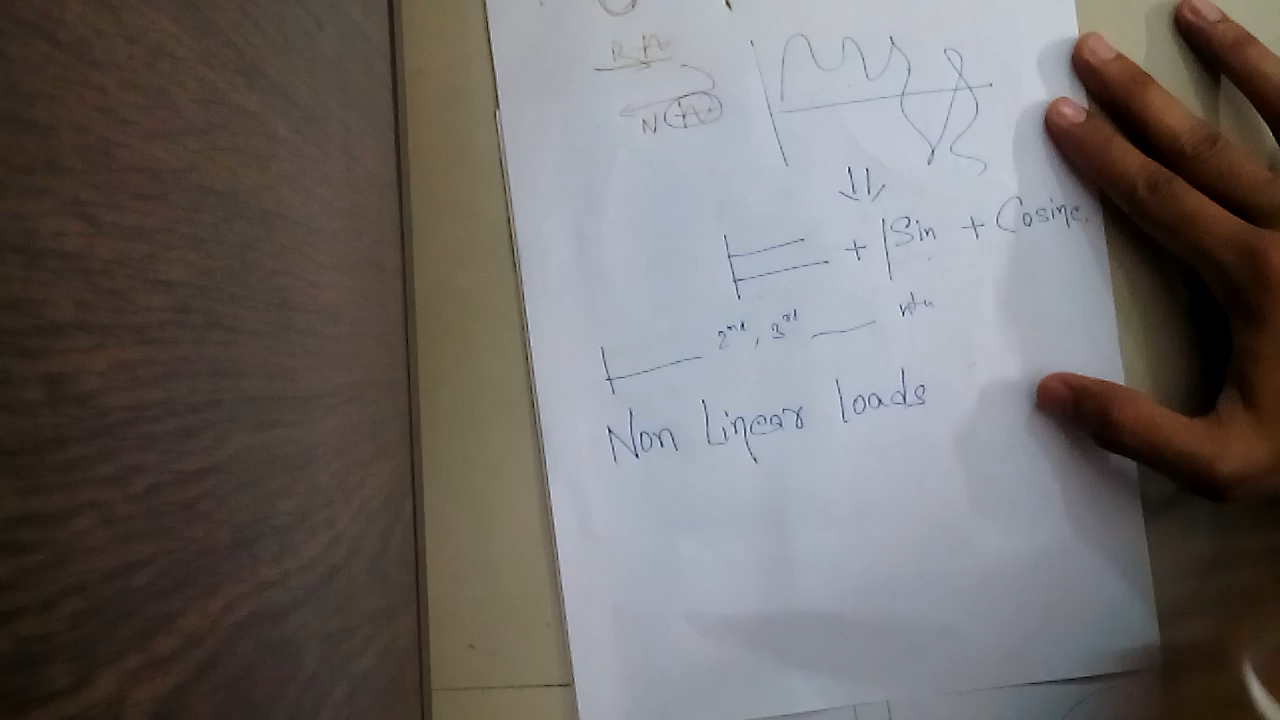 R A
N A
+ Sin + Cosine
2nd, 3rd — nth
Non Linear loads